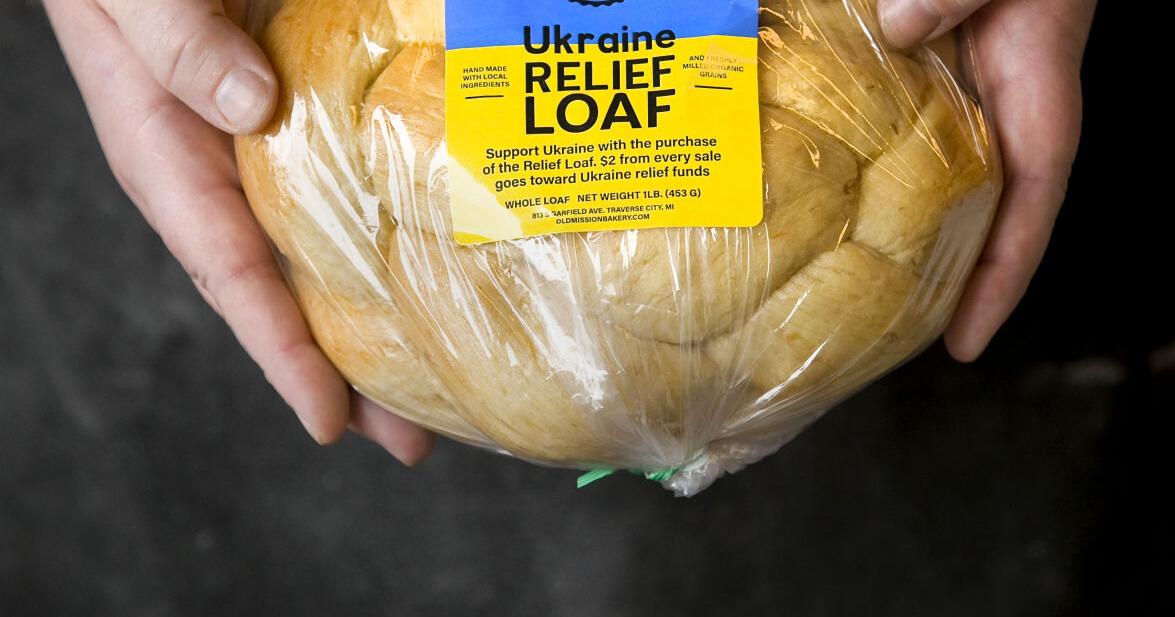 Ukraine
RELIEF
LOAF
HAND MADE
WITH LOCAL
INGREDIENTS
AND FRESHLY
MILLED ORGANIC
GRAINS
Support Ukraine with the purchase
of the Relief Loaf. $2 from every sale
goes toward Ukraine relief funds
WHOLE LOAF NET WEIGHT 1LB. (453 G)
813 S GARFIELD AVE. TRAVERSE CITY, MI
OLDMISSIONBAKERY.COM